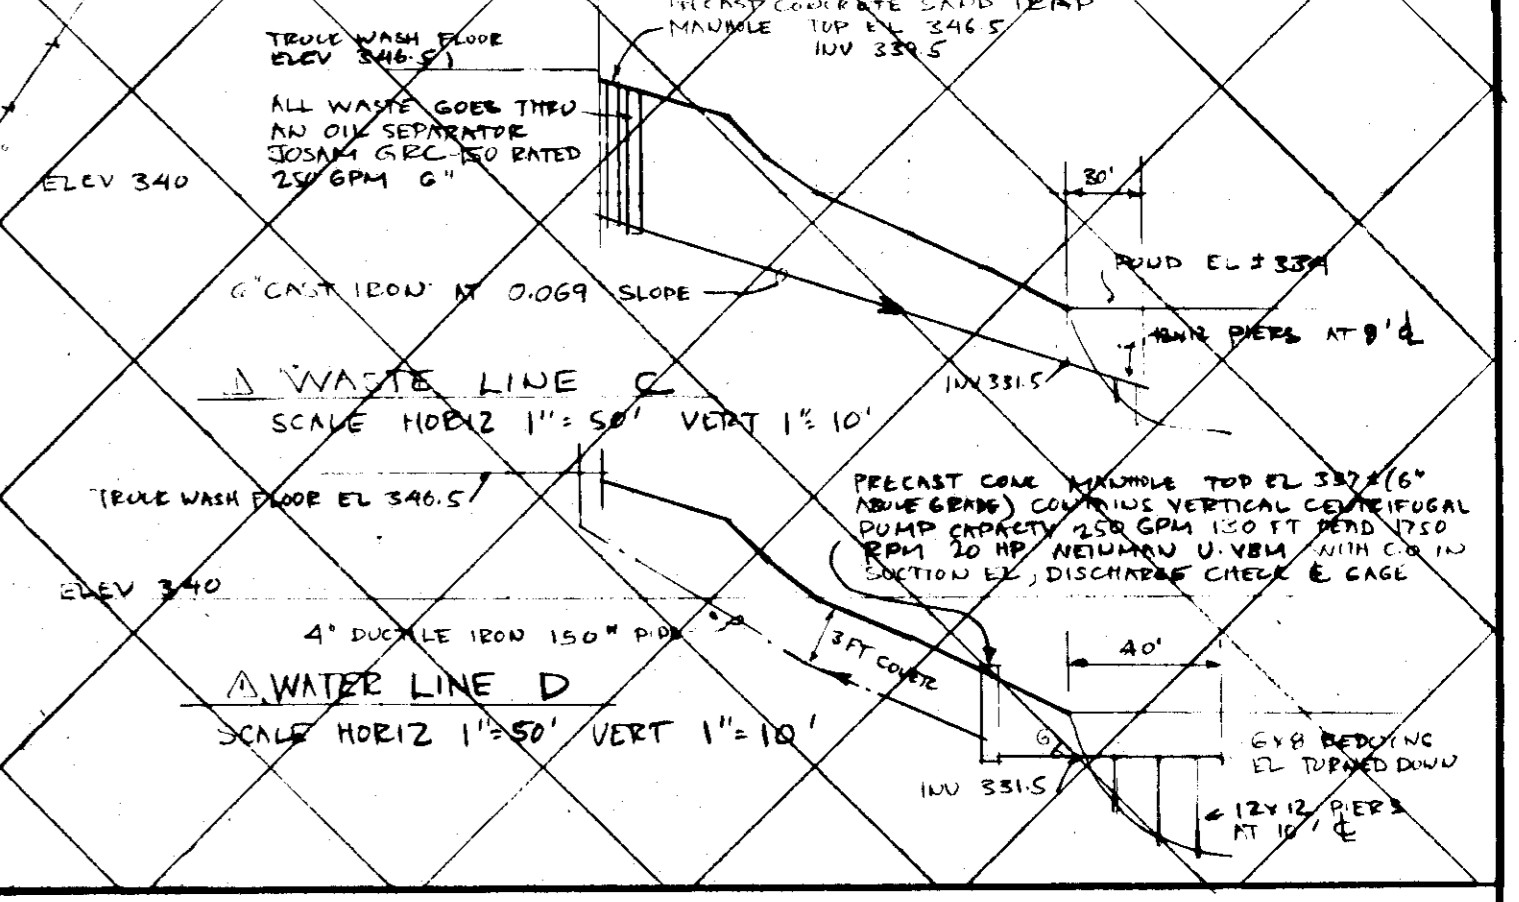 PRECAST CONCRETE SAND TRAP
MANHOLE TOP EL 346.5
INV 339.5
TRUCK WASH FLOOR
ELEV 346.5
ALL WASTE GOES THRU
AN OIL SEPARATOR
JOSAM GRC-150 RATED
250 GPM 6"
ELEV 340
30'
POND EL ± 334
6" CAST IRON AT 0.069 SLOPE
12x12 PIERS AT 8' ℄
INV 331.5
1 WASTE LINE C
SCALE HORIZ 1"= 50' VERT 1"= 10'
TRUCK WASH FLOOR EL 346.5
PRECAST CONC MANHOLE TOP EL 337± (6"
ABOVE GRADE) CONTAINS VERTICAL CENTRIFUGAL
PUMP CAPACTY 250 GPM 130 FT HEAD 1750
RPM 20 HP WITH C.O IN
SUCTION EL, DISCHARGE CHECK & GAGE
ELEV 340
4" DUCTILE IRON 150# PIPE
3 FT COVER
40'
1 WATER LINE D
SCALE HORIZ 1"=50' VERT 1"=10'
6"
6x8 REDUCING
EL TURNED DOWN
INV 331.5
12x12 PIERS
AT 10' ℄